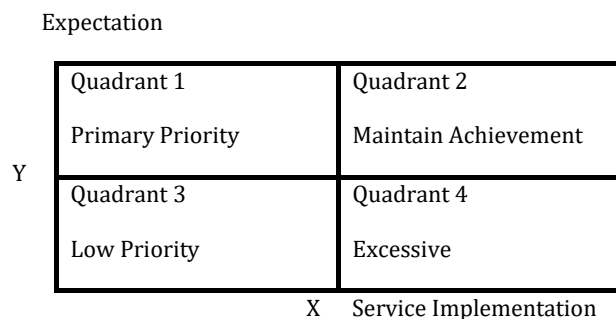 Expectation
Quadrant 1
Primary Priority
Quadrant 2
Maintain Achievement
Y
Quadrant 3
Low Priority
Quadrant 4
Excessive
X Service Implementation